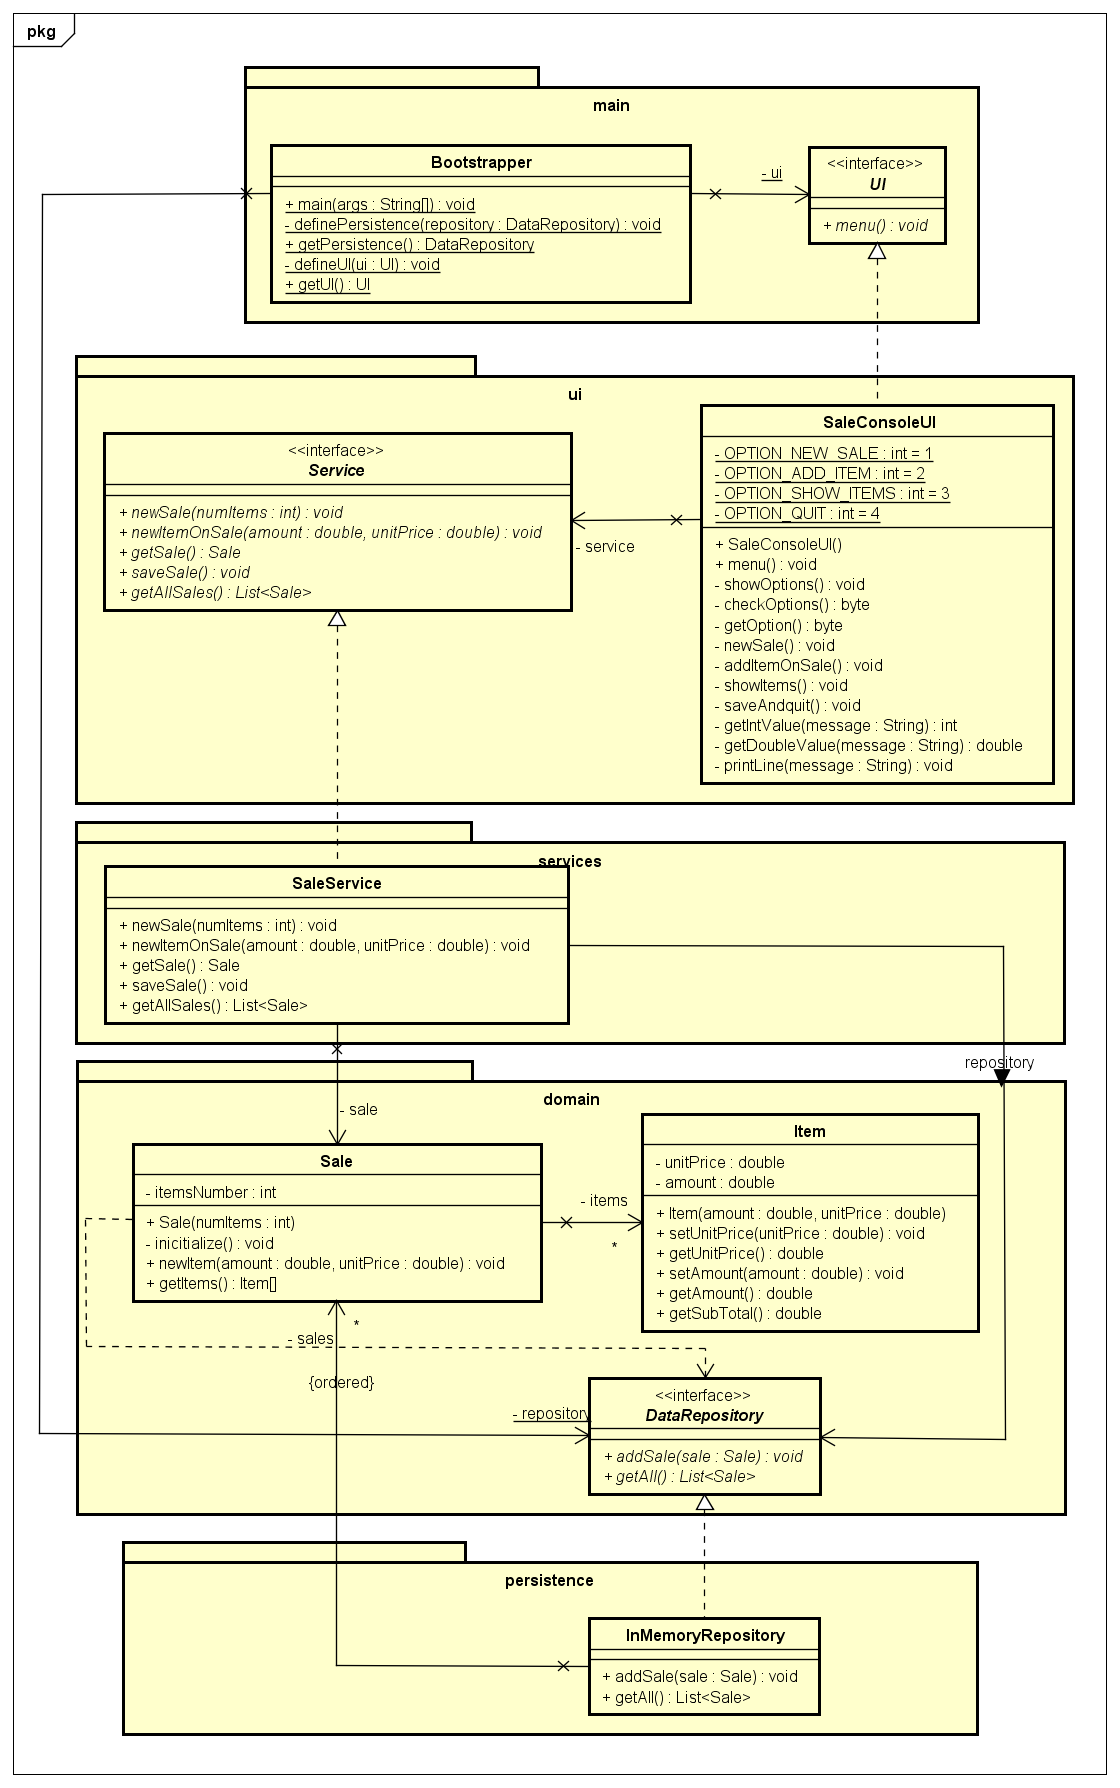 pkg
main
Bootstrapper
+ main(args : String[]) : void
- definePersistence(repository : DataRepository) : void
+ getPersistence() : DataRepository
- defineUI(ui : UI) : void
+ getUI() : UI
- ui
<<interface>>
UI
+ menu() : void
ui
<<interface>>
Service
+ newSale(numItems : int) : void
+ newItemOnSale(amount : double, unitPrice : double) : void
+ getSale() : Sale
+ saveSale() : void
+ getAllSales() : List<Sale>
- service
SaleConsoleUI
- OPTION_NEW_SALE : int = 1
- OPTION_ADD_ITEM : int = 2
- OPTION_SHOW_ITEMS : int = 3
- OPTION_QUIT : int = 4
+ SaleConsoleUI()
+ menu() : void
- showOptions() : void
- checkOptions() : byte
- getOption() : byte
- newSale() : void
- addItemOnSale() : void
- showItems() : void
- saveAndquit() : void
- getIntValue(message : String) : int
- getDoubleValue(message : String) : double
- printLine(message : String) : void
services
SaleService
+ newSale(numItems : int) : void
+ newItemOnSale(amount : double, unitPrice : double) : void
+ getSale() : Sale
+ saveSale() : void
+ getAllSales() : List<Sale>
repository
domain
- sale
Sale
- itemsNumber : int
+ Sale(numItems : int)
- inicitialize() : void
+ newItem(amount : double, unitPrice : double) : void
+ getItems() : Item[]
- items
*
Item
- unitPrice : double
- amount : double
+ Item(amount : double, unitPrice : double)
+ setUnitPrice(unitPrice : double) : void
+ getUnitPrice() : double
+ setAmount(amount : double) : void
+ getAmount() : double
+ getSubTotal() : double
*
- sales
{ordered}
- repository
<<interface>>
DataRepository
+ addSale(sale : Sale) : void
+ getAll() : List<Sale>
persistence
InMemoryRepository
+ addSale(sale : Sale) : void
+ getAll() : List<Sale>